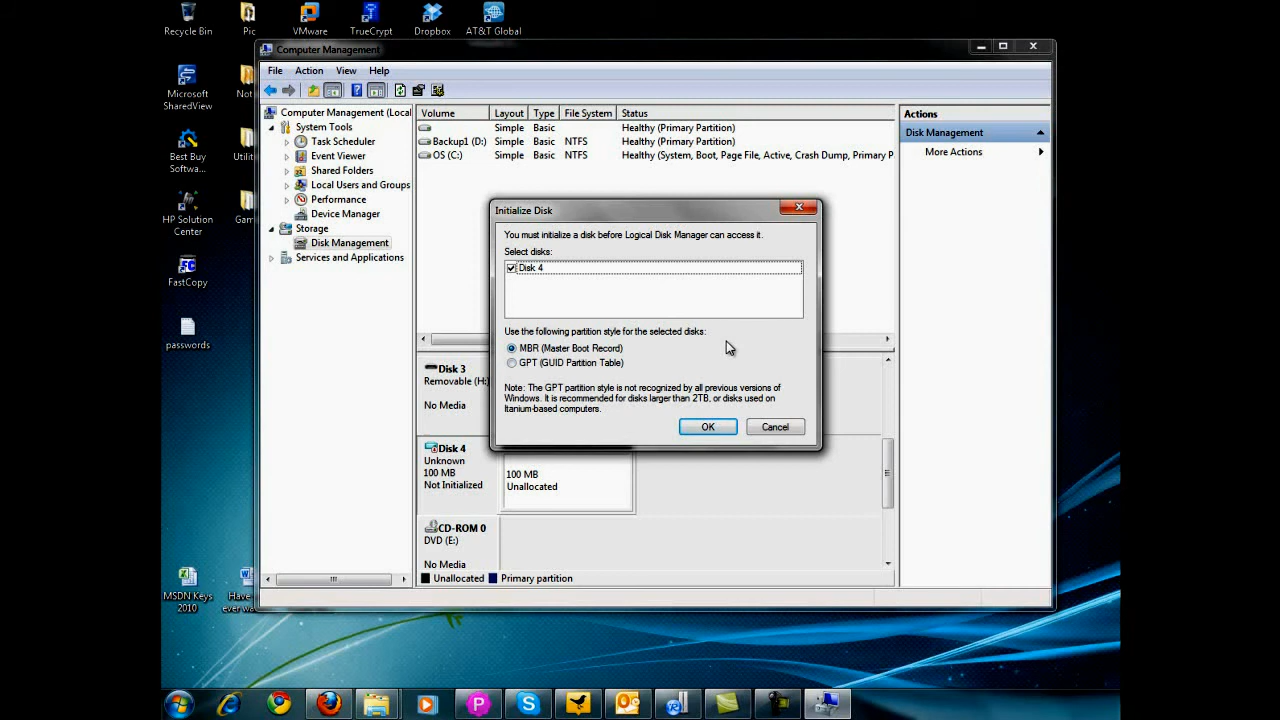 Recycle Bin
Pic
VMware
TrueCrypt
Dropbox
AT&T Global
Computer Management
File
Action
View
Help
Microsoft
SharedView
Not
Best Buy
Softwa...
Utiliti
HP Solution
Center
Gam
FastCopy
passwords
MSDN Keys
2010
Have
ever wa
Computer Management (Local
System Tools
Task Scheduler
Event Viewer
Shared Folders
Local Users and Groups
Performance
Device Manager
Storage
Disk Management
Services and Applications
Volume Layout Type File System Status
Simple Basic Healthy (Primary Partition)
Backup1 (D:) Simple Basic NTFS Healthy (Primary Partition)
OS (C:) Simple Basic NTFS Healthy (System, Boot, Page File, Active, Crash Dump, Primary P
Actions
Disk Management
More Actions
Initialize Disk
You must initialize a disk before Logical Disk Manager can access it.
Select disks:
Disk 4
Use the following partition style for the selected disks:
MBR (Master Boot Record)
GPT (GUID Partition Table)
Note: The GPT partition style is not recognized by all previous versions of
Windows. It is recommended for disks larger than 2TB, or disks used on
Itanium-based computers.
OK
Cancel
Disk 3
Removable (H:
No Media
Disk 4
Unknown
100 MB
Not Initialized
100 MB
Unallocated
CD-ROM 0
DVD (E:)
No Media
Unallocated
Primary partition